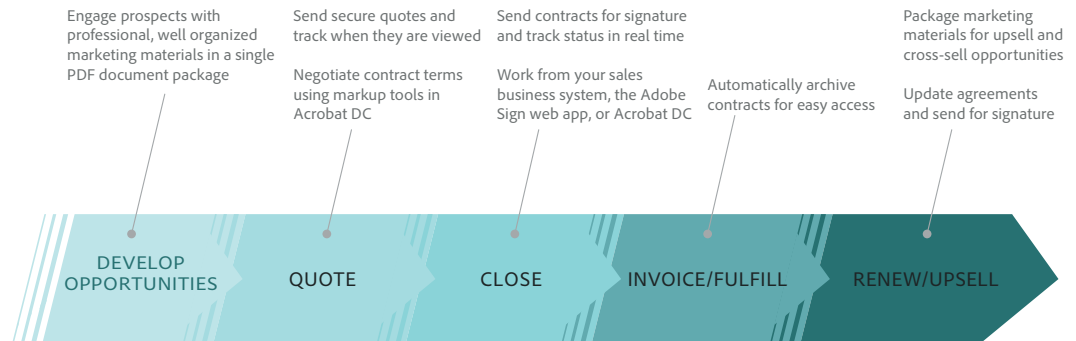 Engage prospects with
professional, well organized
marketing materials in a single
PDF document package
Send secure quotes and
track when they are viewed
Negotiate contract terms
using markup tools in
Acrobat DC
Send contracts for signature
and track status in real time
Work from your sales
business system, the Adobe
Sign web app, or Acrobat DC
Automatically archive
contracts for easy access
Package marketing
materials for upsell and
cross-sell opportunities
Update agreements
and send for signature
DEVELOP
OPPORTUNITIES
QUOTE
CLOSE
INVOICE/FULFILL
RENEW/UPSELL